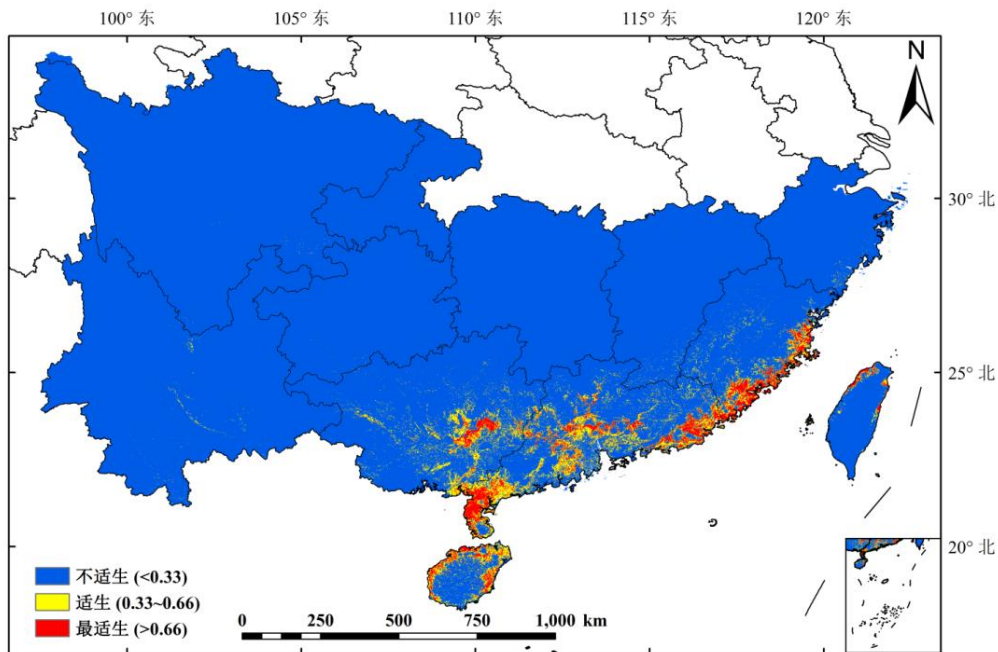 100° 东 105° 东 110° 东 115° 东 120° 东
N
30° 北
25° 北
20° 北
不适生 (<0.33)
适生 (0.33~0.66)
最适生 (>0.66)
0 250 500 750 1,000 km